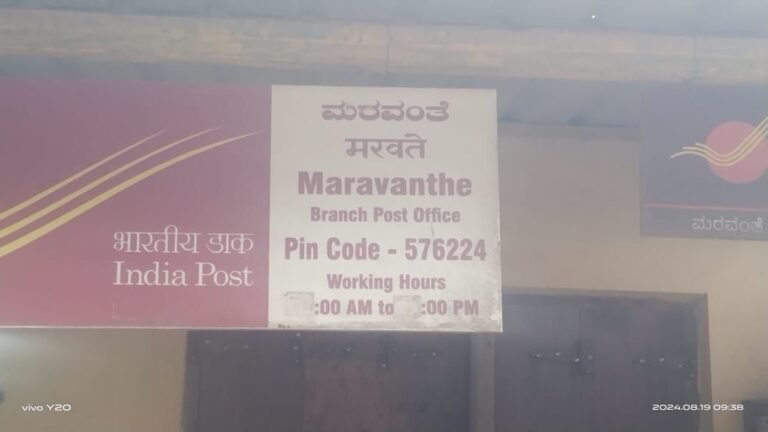 भारतीय डाक
India Post
ಮರವಂತೆ
मरवंते
Maravanthe
Branch Post Office
Pin Code - 576224
Working Hours
:00 AM to :00 PM
ಮರವಂತೆ
vivo Y20
2024.08.19 09:38